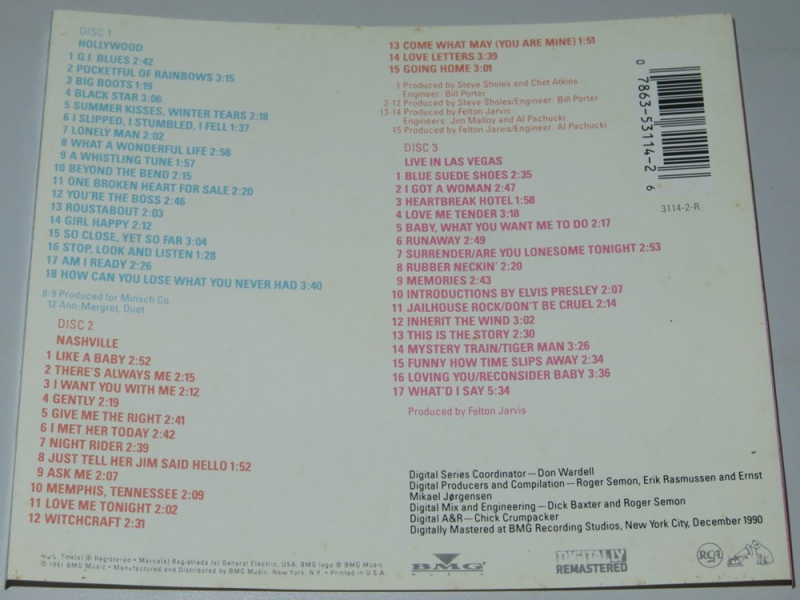 DISC 1
HOLLYWOOD
1 G.I. BLUES 2:42
2 POCKETFUL OF RAINBOWS 3:15
3 BIG BOOTS 1:19
4 BLACK STAR 3:06
5 SUMMER KISSES, WINTER TEARS 2:18
6 I SLIPPED, I STUMBLED, I FELL 1:37
7 LONELY MAN 2:02
8 WHAT A WONDERFUL LIFE 2:58
9 A WHISTLING TUNE 1:57
10 BEYOND THE BEND 2:15
11 ONE BROKEN HEART FOR SALE 2:20
12 YOU'RE THE BOSS 2:46
13 ROUSTABOUT 2:03
14 GIRL HAPPY 2:12
15 SO CLOSE, YET SO FAR 3:04
16 STOP, LOOK AND LISTEN 1:28
17 AM I READY 2:26
18 HOW CAN YOU LOSE WHAT YOU NEVER HAD 3:40
8-9 Produced for Mirisch Co.
12 Ann-Margret, Duet
DISC 2
NASHVILLE
1 LIKE A BABY 2:52
2 THERE'S ALWAYS ME 2:15
3 I WANT YOU WITH ME 2:12
4 GENTLY 2:19
5 GIVE ME THE RIGHT 2:41
6 I MET HER TODAY 2:42
7 NIGHT RIDER 2:39
8 JUST TELL HER JIM SAID HELLO 1:52
9 ASK ME 2:07
10 MEMPHIS, TENNESSEE 2:09
11 LOVE ME TONIGHT 2:02
12 WITCHCRAFT 2:31
13 COME WHAT MAY (YOU ARE MINE) 1:51
14 LOVE LETTERS 3:39
15 GOING HOME 3:01
1 Produced by Steve Sholes and Chet Atkins
Engineer: Bill Porter
2-12 Produced by Steve Sholes/Engineer: Bill Porter
13-14 Produced by Felton Jarvis
Engineers: Jim Malloy and Al Pachucki
15 Produced by Felton Jarvis/Engineer: Al Pachucki
DISC 3
LIVE IN LAS VEGAS
1 BLUE SUEDE SHOES 2:35
2 I GOT A WOMAN 2:47
3 HEARTBREAK HOTEL 1:58
4 LOVE ME TENDER 3:18
5 BABY, WHAT YOU WANT ME TO DO 2:17
6 RUNAWAY 2:49
7 SURRENDER/ARE YOU LONESOME TONIGHT 2:53
8 RUBBER NECKIN' 2:20
9 MEMORIES 2:43
10 INTRODUCTIONS BY ELVIS PRESLEY 2:07
11 JAILHOUSE ROCK/DON'T BE CRUEL 2:14
12 INHERIT THE WIND 3:02
13 THIS IS THE STORY 2:30
14 MYSTERY TRAIN/TIGER MAN 3:26
15 FUNNY HOW TIME SLIPS AWAY 2:34
16 LOVING YOU/RECONSIDER BABY 3:36
17 WHAT'D I SAY 5:34
Produced by Felton Jarvis
0 7863-53114-2 6
3114-2-R
Digital Series Coordinator—Don Wardell
Digital Producers and Compilation—Roger Semon, Erik Rasmussen and Ernst
Mikael Jørgensen
Digital Mix and Engineering—Dick Baxter and Roger Semon
Digital A&R—Chick Crumpacker
Digitally Mastered at BMG Recording Studios, New York City, December 1990
Tmk(s) ® Registered • Marca(s) Registrada(s) General Electric, USA. BMG logo ® BMG Music
© 1991 BMG Music • Manufactured and Distributed by BMG Music, New York, N.Y. • Printed in U.S.A.
BMG
DIGITALLY
REMASTERED
RCA